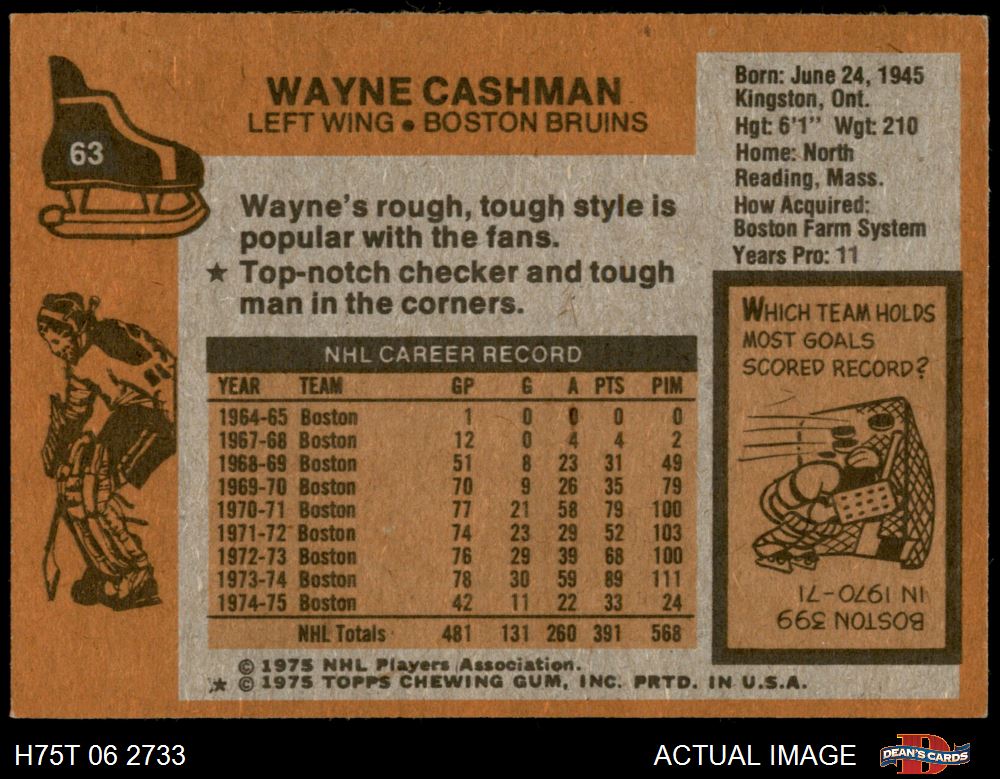 63
WAYNE CASHMAN
LEFT WING • BOSTON BRUINS
Born: June 24, 1945
Kingston, Ont.
Hgt: 6'1" Wgt: 210
Home: North
Reading, Mass.
How Acquired:
Boston Farm System
Years Pro: 11
Wayne's rough, tough style is
popular with the fans.
★ Top-notch checker and tough
man in the corners.
NHL CAREER RECORD
YEAR TEAM GP G A PTS PIM
1964-65 Boston 1 0 0 0 0
1967-68 Boston 12 0 4 4 2
1968-69 Boston 51 8 23 31 49
1969-70 Boston 70 9 26 35 79
1970-71 Boston 77 21 58 79 100
1971-72 Boston 74 23 29 52 103
1972-73 Boston 76 29 39 68 100
1973-74 Boston 78 30 59 89 111
1974-75 Boston 42 11 22 33 24
NHL Totals 481 131 260 391 568
WHICH TEAM HOLDS
MOST GOALS
SCORED RECORD?
BOSTON 399
IN 1970-71
© 1975 NHL Players Association.
★ © 1975 TOPPS CHEWING GUM, INC. PRTD. IN U.S.A.
H75T 06 2733
ACTUAL IMAGE
D
DEAN'S CARDS